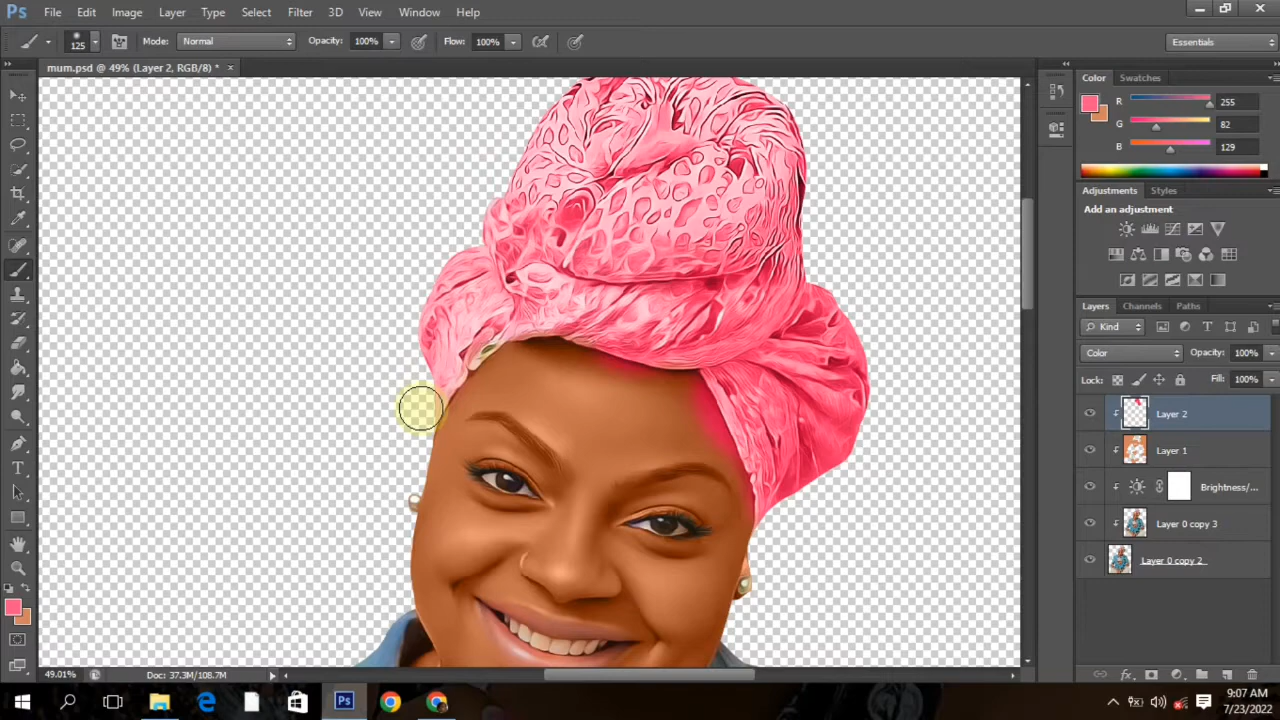 Ps File Edit Image Layer Type Select Filter 3D View Window Help
125 Mode: Normal Opacity: 100% Flow: 100% Essentials
mum.psd @ 49% (Layer 2, RGB/8) * ×
Color Swatches
R 255
G 82
B 129
Adjustments Styles
Add an adjustment
Layers Channels Paths
Kind
Color Opacity: 100%
Lock: Fill: 100%
Layer 2
Layer 1
Brightness/...
Layer 0 copy 3
Layer 0 copy 2
49.01% Doc: 37.3M/108.7M
Ps
9:07 AM
7/23/2022